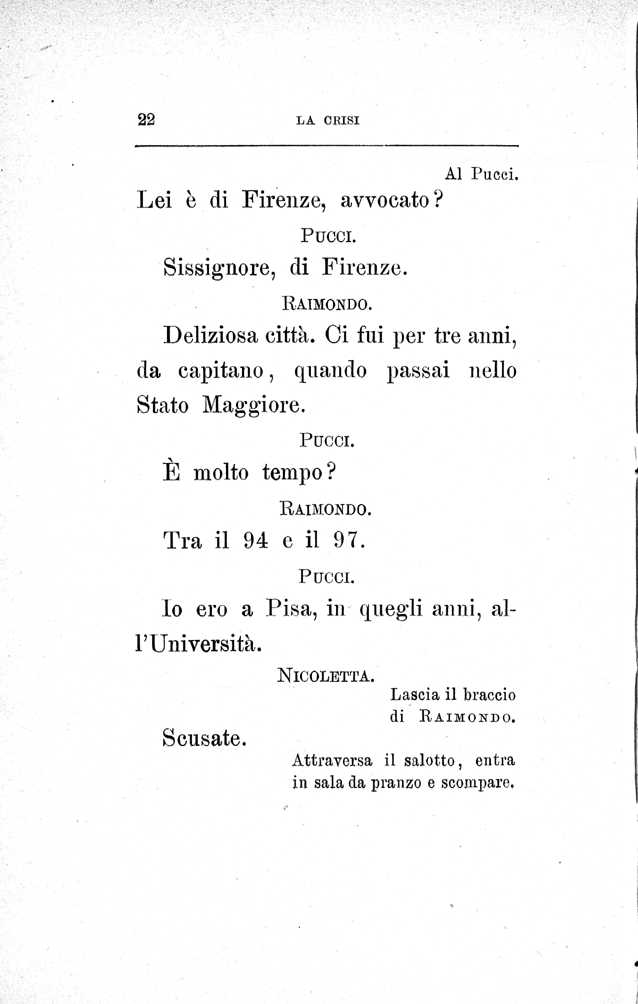 22 LA CRISI
Al Pucci.
Lei è di Firenze, avvocato?
PUCCI.
Sissignore, di Firenze.
RAIMONDO.
Deliziosa città. Ci fui per tre anni,
da capitano, quando passai nello
Stato Maggiore.
PUCCI.
È molto tempo?
RAIMONDO.
Tra il 94 e il 97.
PUCCI.
Io ero a Pisa, in quegli anni, al-
l'Università.
NICOLETTA.
Lascia il braccio
di RAIMONDO.
Scusate.
Attraversa il salotto, entra
in sala da pranzo e scompare.